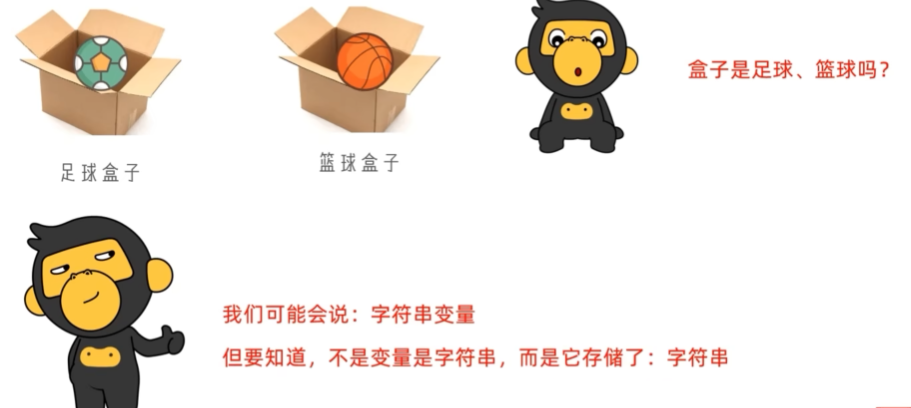 盒子是足球、篮球吗?
足球盒子
篮球盒子
我们可能会说：字符串变量
但要知道，不是变量是字符串，而是它存储了：字符串